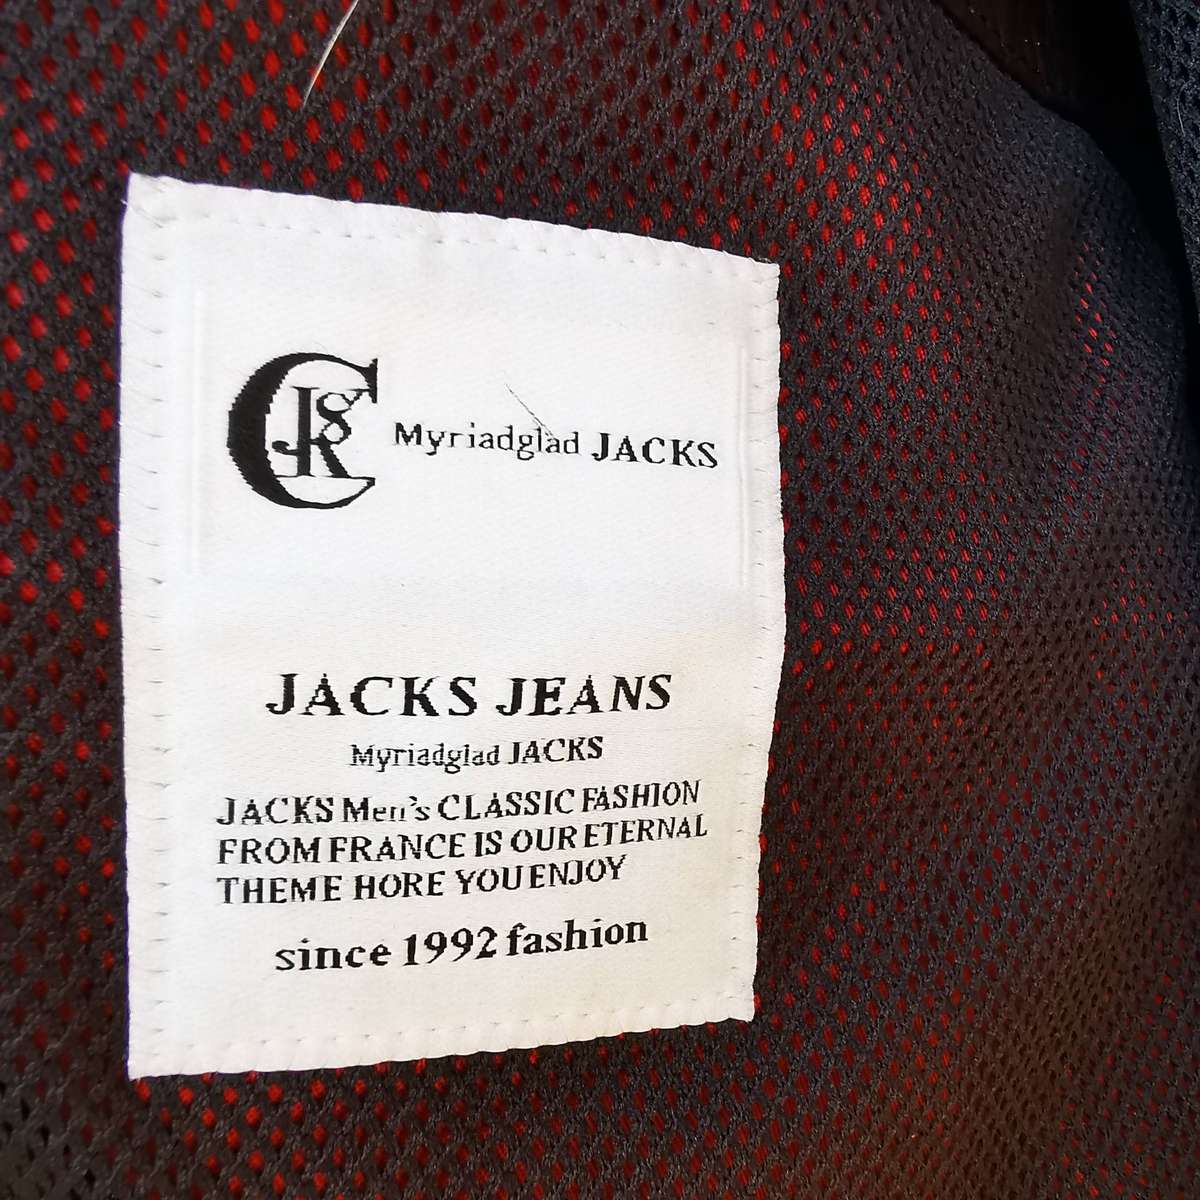 CJKS Myriadglad JACKS
JACKS JEANS
Myriadglad JACKS
JACKS Men's CLASSIC FASHION
FROM FRANCE IS OUR ETERNAL
THEME HORE YOU ENJOY
since 1992 fashion